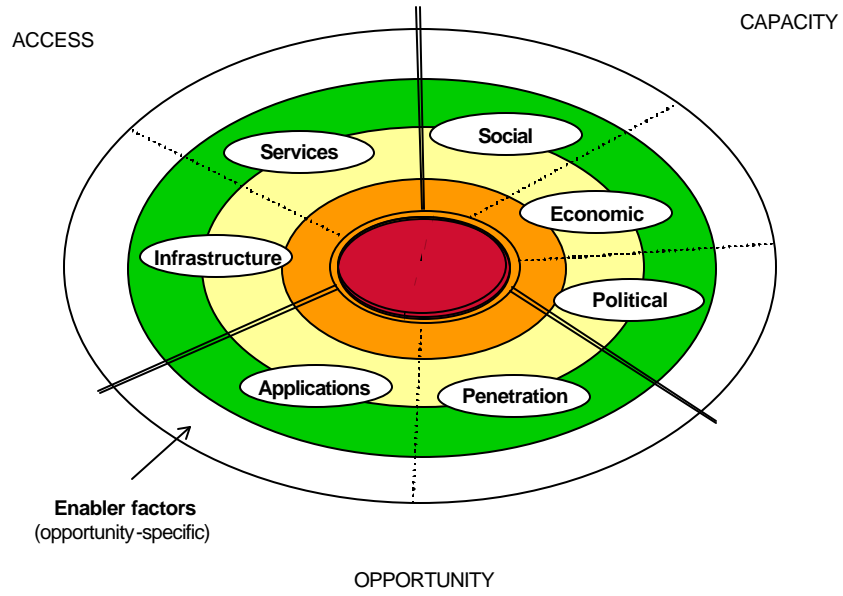 ACCESS
CAPACITY
Social
Services
Economic
Infrastructure
Political
Applications
Penetration
Enabler factors
(opportunity-specific)
OPPORTUNITY